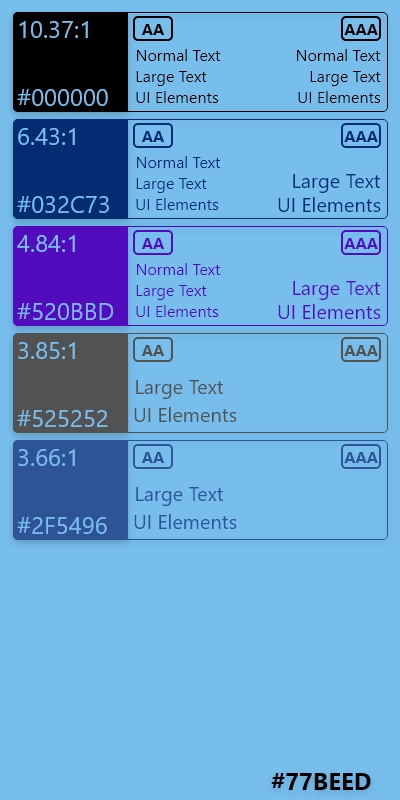 10.37:1 AA AAA
Normal Text Normal Text
Large Text Large Text
#000000 UI Elements UI Elements
6.43:1 AA AAA
Normal Text
Large Text Large Text
#032C73 UI Elements UI Elements
4.84:1 AA AAA
Normal Text
Large Text Large Text
#520BBD UI Elements UI Elements
3.85:1 AA AAA
Large Text
#525252 UI Elements
3.66:1 AA AAA
Large Text
#2F5496 UI Elements
#77BEED